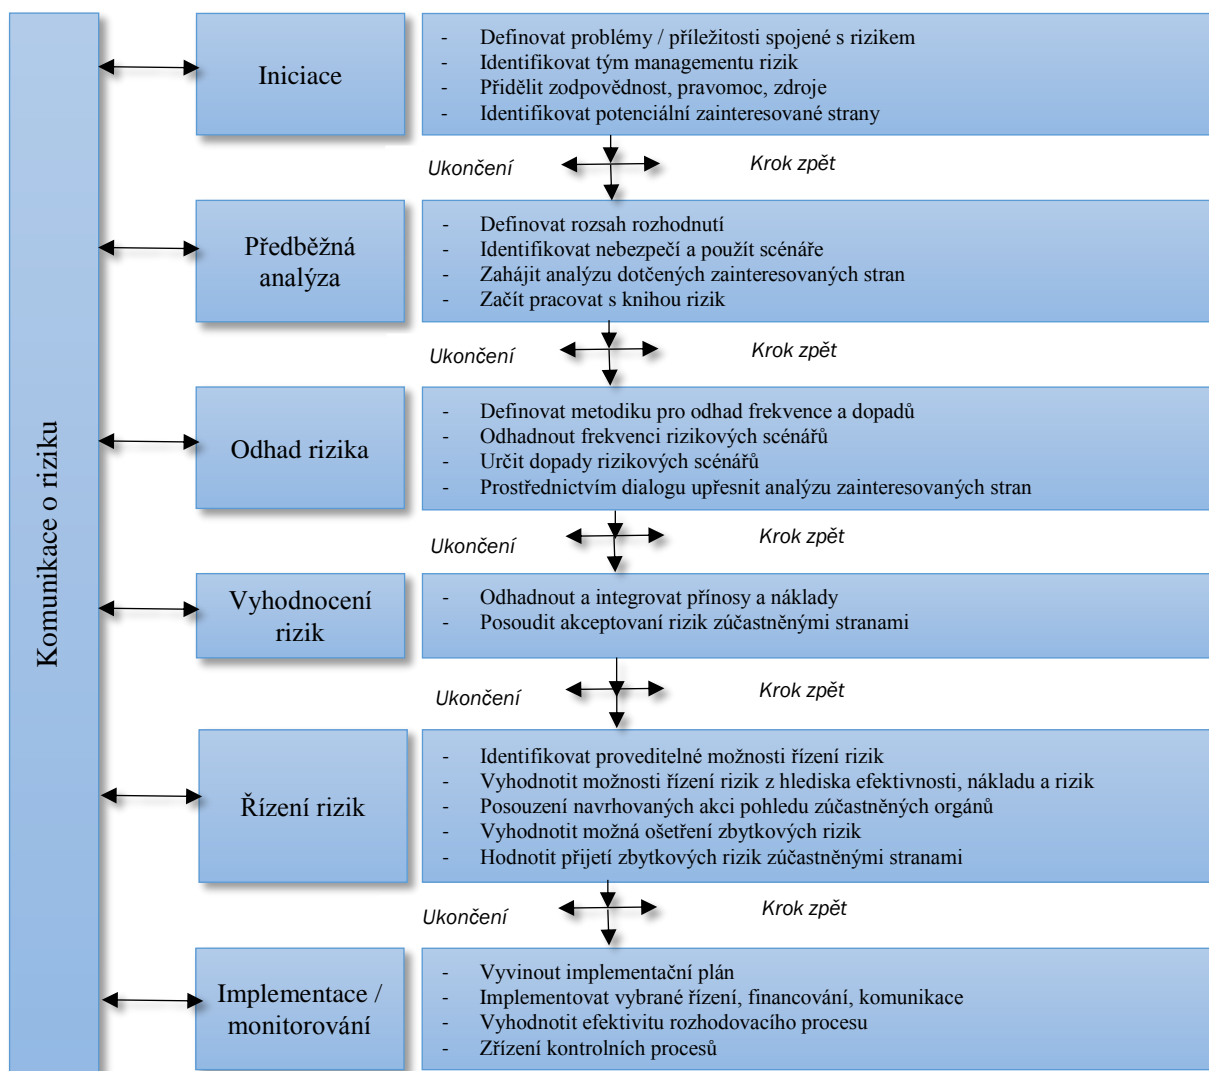 Komunikace o riziku
Iniciace
- Definovat problémy / příležitosti spojené s rizikem
- Identifikovat tým managementu rizik
- Přidělit zodpovědnost, pravomoc, zdroje
- Identifikovat potenciální zainteresované strany
Ukončení
Krok zpět
Předběžná
analýza
- Definovat rozsah rozhodnutí
- Identifikovat nebezpečí a použít scénáře
- Zahájit analýzu dotčených zainteresovaných stran
- Začít pracovat s knihou rizik
Ukončení
Krok zpět
Odhad rizika
- Definovat metodiku pro odhad frekvence a dopadů
- Odhadnout frekvenci rizikových scénářů
- Určit dopady rizikových scénářů
- Prostřednictvím dialogu upřesnit analýzu zainteresovaných stran
Ukončení
Krok zpět
Vyhodnocení
rizik
- Odhadnout a integrovat přínosy a náklady
- Posoudit akceptovaní rizik zúčastněnými stranami
Ukončení
Krok zpět
Řízení rizik
- Identifikovat proveditelné možnosti řízení rizik
- Vyhodnotit možnosti řízení rizik z hlediska efektivnosti, nákladu a rizik
- Posouzení navrhovaných akci pohledu zúčastněných orgánů
- Vyhodnotit možná ošetření zbytkových rizik
- Hodnotit přijetí zbytkových rizik zúčastněnými stranami
Ukončení
Krok zpět
Implementace /
monitorování
- Vyvinout implementační plán
- Implementovat vybrané řízení, financování, komunikace
- Vyhodnotit efektivitu rozhodovacího procesu
- Zřízení kontrolních procesů